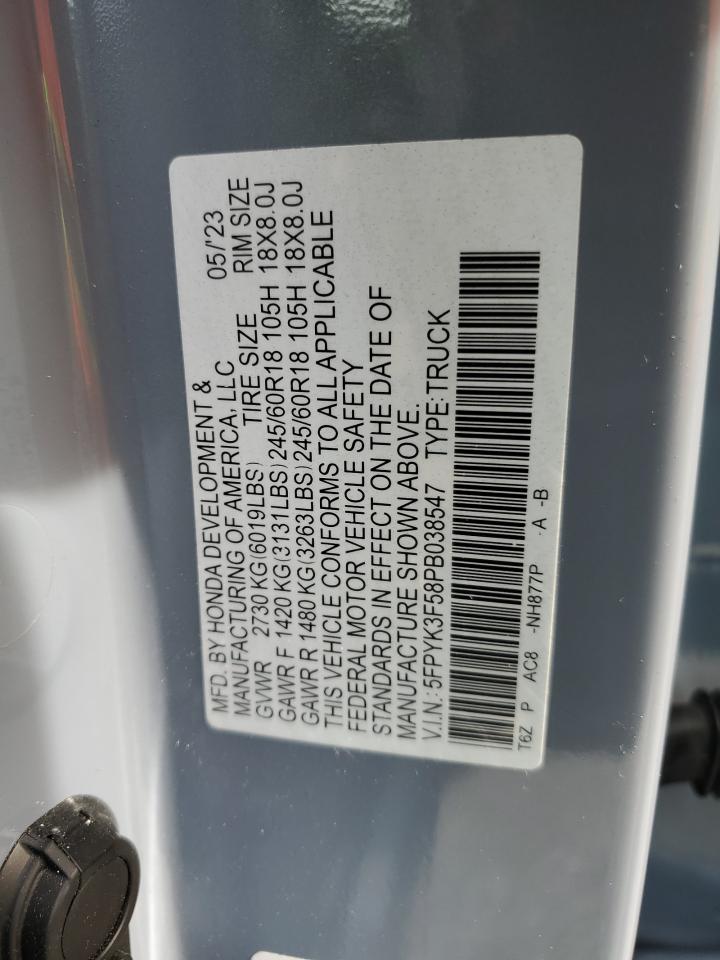 MFD. BY HONDA DEVELOPMENT &
MANUFACTURING OF AMERICA, LLC 05/'23
GVWR 2730 KG(6019LBS) TIRE SIZE RIM SIZE
GAWR F 1420 KG(3131LBS)245/60R18 105H 18X8.0J
GAWR R 1480 KG(3263LBS)245/60R18 105H 18X8.0J
THIS VEHICLE CONFORMS TO ALL APPLICABLE
FEDERAL MOTOR VEHICLE SAFETY
STANDARDS IN EFFECT ON THE DATE OF
MANUFACTURE SHOWN ABOVE.
V.I.N.:5FPYK3F58PB038547 TYPE:TRUCK
T6Z P AC8 -NH877P ·A -B